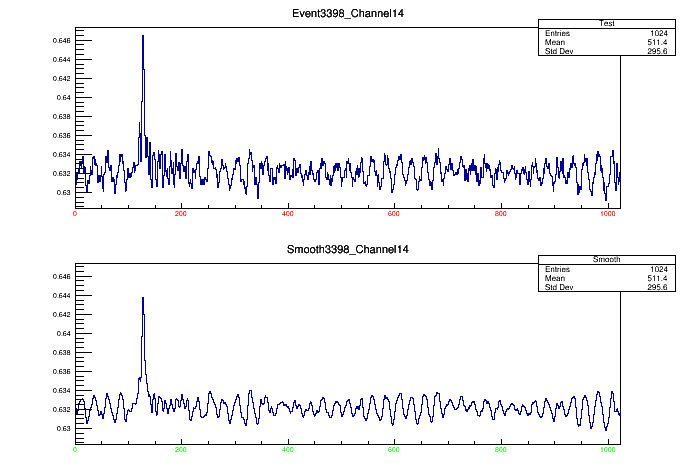 Event3398_Channel14
Test
Entries 1024
Mean 511.4
Std Dev 295.6
0.646
0.644
0.642
0.64
0.638
0.636
0.634
0.632
0.63
0 200 400 600 800 1000
Smooth3398_Channel14
Smooth
Entries 1024
Mean 511.4
Std Dev 295.6
0.646
0.644
0.642
0.64
0.638
0.636
0.634
0.632
0.63
0 200 400 600 800 1000